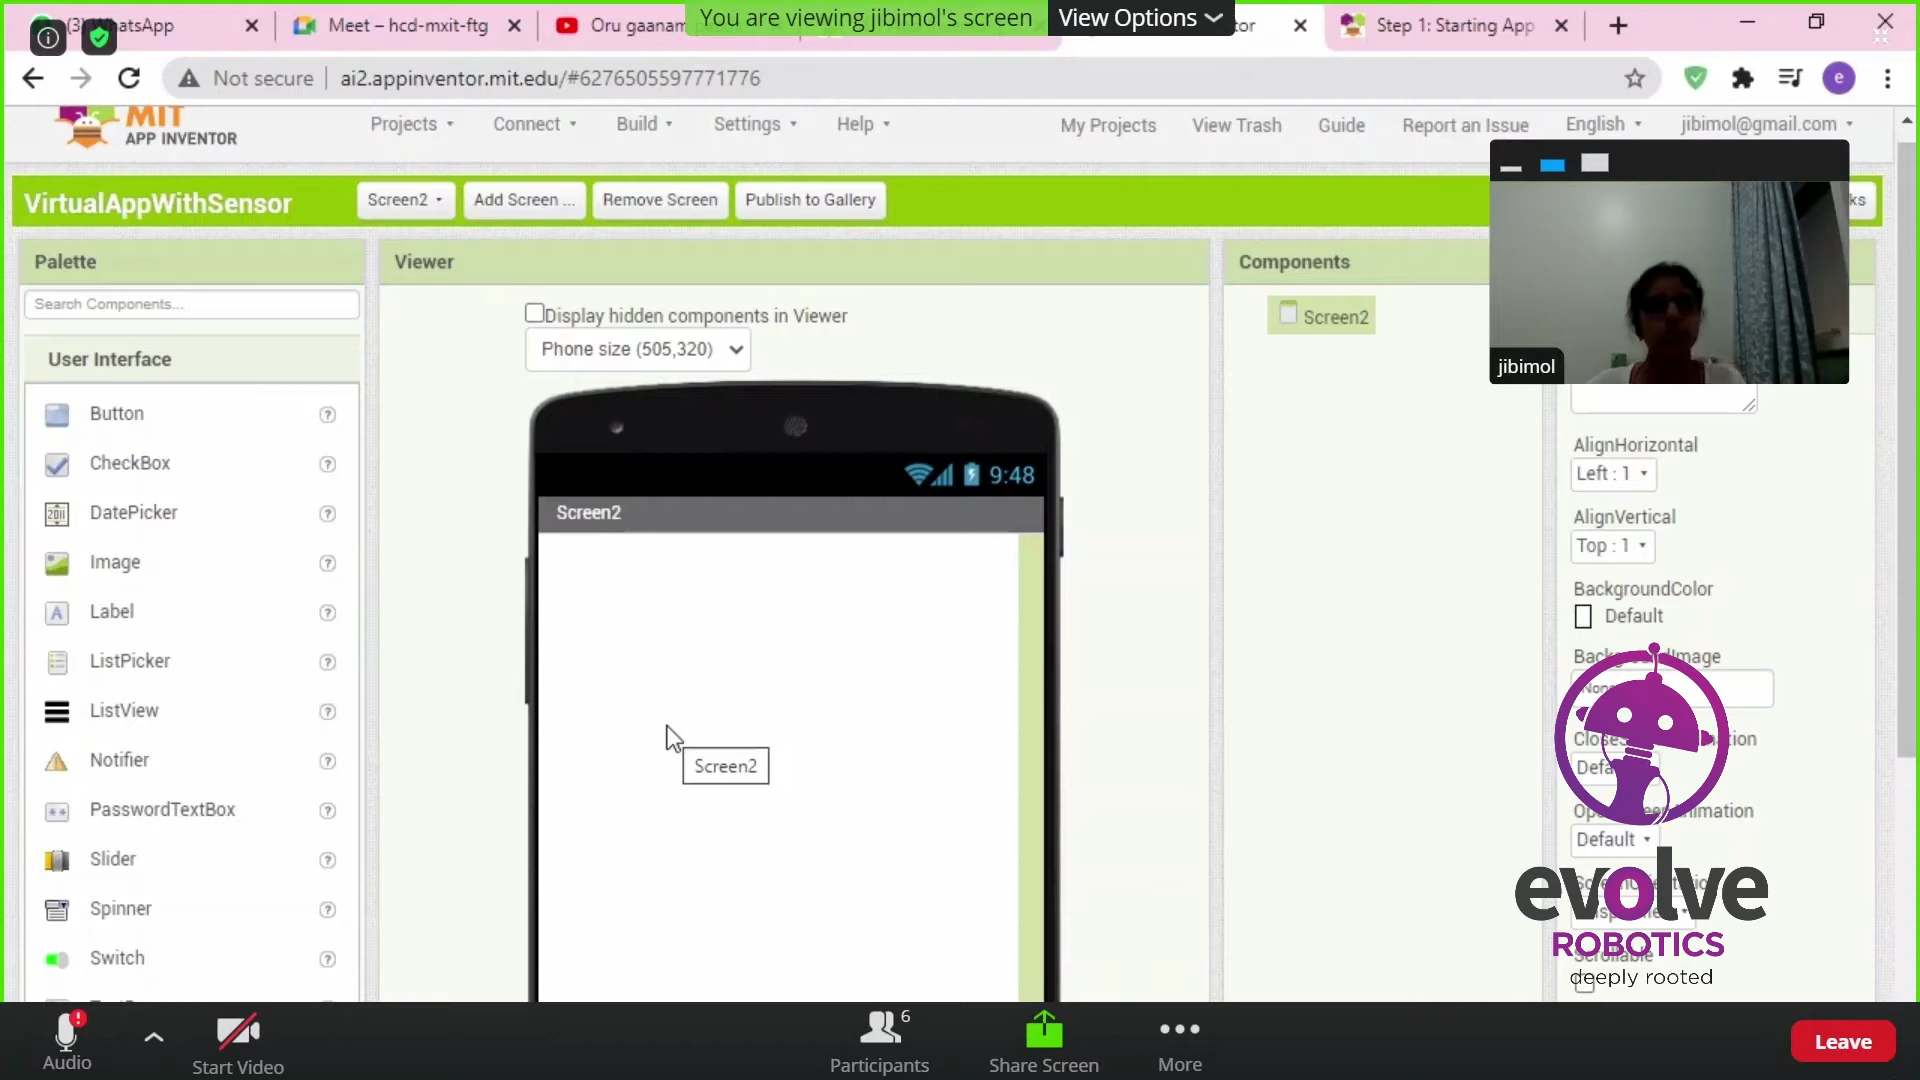 (3) WhatsApp
Meet – hcd-mxit-ftg
Oru gaanam
You are viewing jibimol's screen
View Options
tor
Step 1: Starting App
Not secure
ai2.appinventor.mit.edu/#6276505597771776
e
MIT
APP INVENTOR
Projects
Connect
Build
Settings
Help
My Projects
View Trash
Guide
Report an Issue
English
jibimol@gmail.com
VirtualAppWithSensor
Screen2
Add Screen ...
Remove Screen
Publish to Gallery
ks
Palette
Viewer
Components
Search Components...
User Interface
Button
CheckBox
DatePicker
Image
Label
ListPicker
ListView
Notifier
PasswordTextBox
Slider
Spinner
Switch
Display hidden components in Viewer
Phone size (505,320)
9:48
Screen2
Screen2
Screen2
jibimol
AlignHorizontal
Left : 1
AlignVertical
Top : 1
BackgroundColor
Default
BackgroundImage
Default
evolve
ROBOTICS
deeply rooted
Scrollable
Audio
Start Video
Participants
6
Share Screen
More
Leave